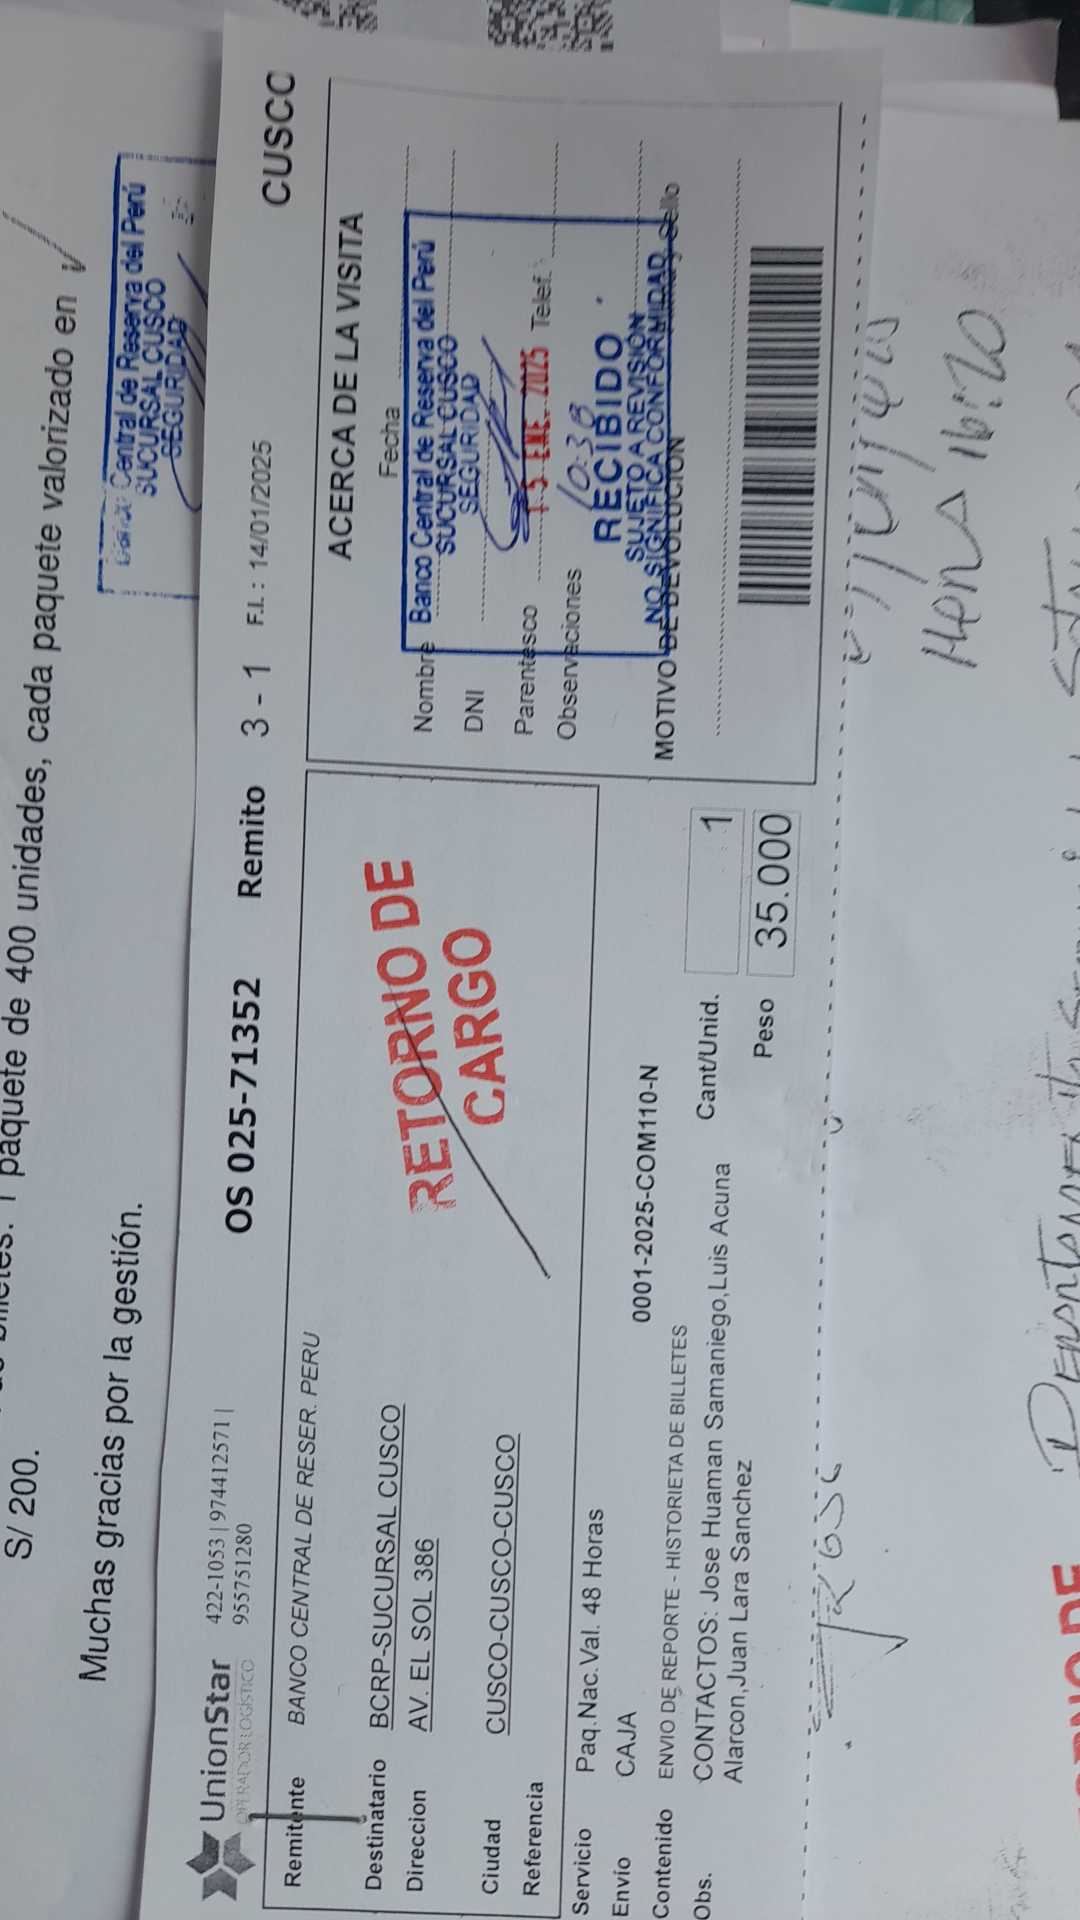 1 paquete de 400 unidades, cada paquete valorizado en
S/ 200.
Muchas gracias por la gestión.
Central de Reserva del Perú
SUCURSAL CUSCO
SEGURIDAD
UnionStar
OPERADOR LOGÍSTICO
422-1053 | 974412571 |
955751280
OS 025-71352
Remito
3 - 1
F.I.: 14/01/2025
CUSCO
Remitente BANCO CENTRAL DE RESER. PERU
Destinatario BCRP-SUCURSAL CUSCO
Direccion AV. EL SOL 386
Ciudad CUSCO-CUSCO-CUSCO
Referencia
RETORNO DE
CARGO
Servicio Paq.Nac.Val. 48 Horas
Envío CAJA
0001-2025-COM110-N
Contenido ENVIO DE REPORTE - HISTORIETA DE BILLETES
Obs. CONTACTOS: Jose Huaman Samaniego,Luis Acuna
Alarcon,Juan Lara Sanchez
Cant/Unid. 1
Peso 35.000
ACERCA DE LA VISITA
Fecha
Nombre
DNI
Parentesco
Telef.
Observaciones
MOTIVO DE DEVOLUCION
Sello
Banco Central de Reserva del Perú
SUCURSAL CUSCO
SEGURIDAD
15 ENE. 2025
10:38
RECIBIDO
SUJETO A REVISIÓN
NO SIGNIFICA CONFORMIDAD